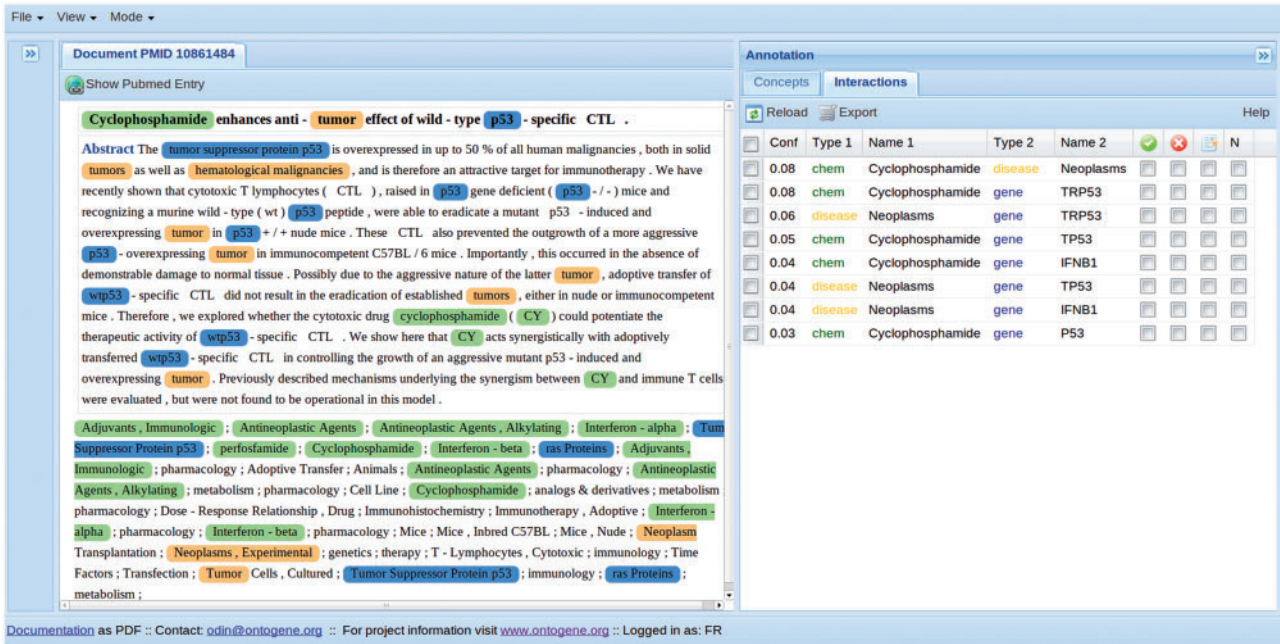 File View Mode
Document PMID 10861484
Show Pubmed Entry
Cyclophosphamide enhances anti - tumor effect of wild - type p53 - specific CTL .
Abstract The tumor suppressor protein p53 is overexpressed in up to 50 % of all human malignancies , both in solid
tumors as well as hematological malignancies , and is therefore an attractive target for immunotherapy . We have
recently shown that cytotoxic T lymphocytes ( CTL ) , raised in p53 gene deficient ( p53 - / - ) mice and
recognizing a murine wild - type ( wt ) p53 peptide , were able to eradicate a mutant p53 - induced and
overexpressing tumor in p53 + / + nude mice . These CTL also prevented the outgrowth of a more aggressive
p53 - overexpressing tumor in immunocompetent C57BL / 6 mice . Importantly , this occurred in the absence of
demonstrable damage to normal tissue . Possibly due to the aggressive nature of the latter tumor , adoptive transfer of
wtp53 - specific CTL did not result in the eradication of established tumors , either in nude or immunocompetent
mice . Therefore , we explored whether the cytotoxic drug cyclophosphamide ( CY ) could potentiate the
therapeutic activity of wtp53 - specific CTL . We show here that CY acts synergistically with adoptively
transferred wtp53 - specific CTL in controlling the growth of an aggressive mutant p53 - induced and
overexpressing tumor . Previously described mechanisms underlying the synergism between CY and immune T cells
were evaluated , but were not found to be operational in this model .
Adjuvants , Immunologic ; Antineoplastic Agents ; Antineoplastic Agents , Alkylating ; Interferon - alpha ; Tum
Suppressor Protein p53 ; perfosfamide ; Cyclophosphamide ; Interferon - beta ; ras Proteins ; Adjuvants ,
Immunologic ; pharmacology ; Adoptive Transfer ; Animals ; Antineoplastic Agents ; pharmacology ; Antineoplastic
Agents , Alkylating ; metabolism ; pharmacology ; Cell Line ; Cyclophosphamide ; analogs & derivatives ; metabolism
pharmacology ; Dose - Response Relationship , Drug ; Immunohistochemistry ; Immunotherapy , Adoptive ; Interferon -
alpha ; pharmacology ; Interferon - beta ; pharmacology ; Mice ; Mice , Inbred C57BL ; Mice , Nude ; Neoplasm
Transplantation ; Neoplasms , Experimental ; genetics ; therapy ; T - Lymphocytes , Cytotoxic ; immunology ; Time
Factors ; Transfection ; Tumor Cells , Cultured ; Tumor Suppressor Protein p53 ; immunology ; ras Proteins ;
metabolism ;
Annotation
Concepts Interactions
Reload Export Help
Conf Type 1 Name 1 Type 2 Name 2 N
0.08 chem Cyclophosphamide disease Neoplasms
0.08 chem Cyclophosphamide gene TRP53
0.06 disease Neoplasms gene TRP53
0.05 chem Cyclophosphamide gene TP53
0.04 chem Cyclophosphamide gene IFNB1
0.04 disease Neoplasms gene TP53
0.04 disease Neoplasms gene IFNB1
0.03 chem Cyclophosphamide gene P53
Documentation as PDF :: Contact: odin@ontogene.org :: For project information visit www.ontogene.org :: Logged in as: FR